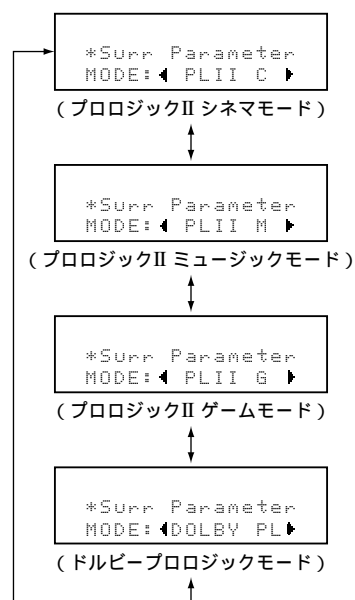 *Surr Parameter
MODE:◀ PLII C ▶
(プロロジックII シネマモード)
*Surr Parameter
MODE:◀ PLII M ▶
(プロロジックII ミュージックモード)
*Surr Parameter
MODE:◀ PLII G ▶
(プロロジックII ゲームモード)
*Surr Parameter
MODE:◀DOLBY PL▶
(ドルビープロロジックモード)